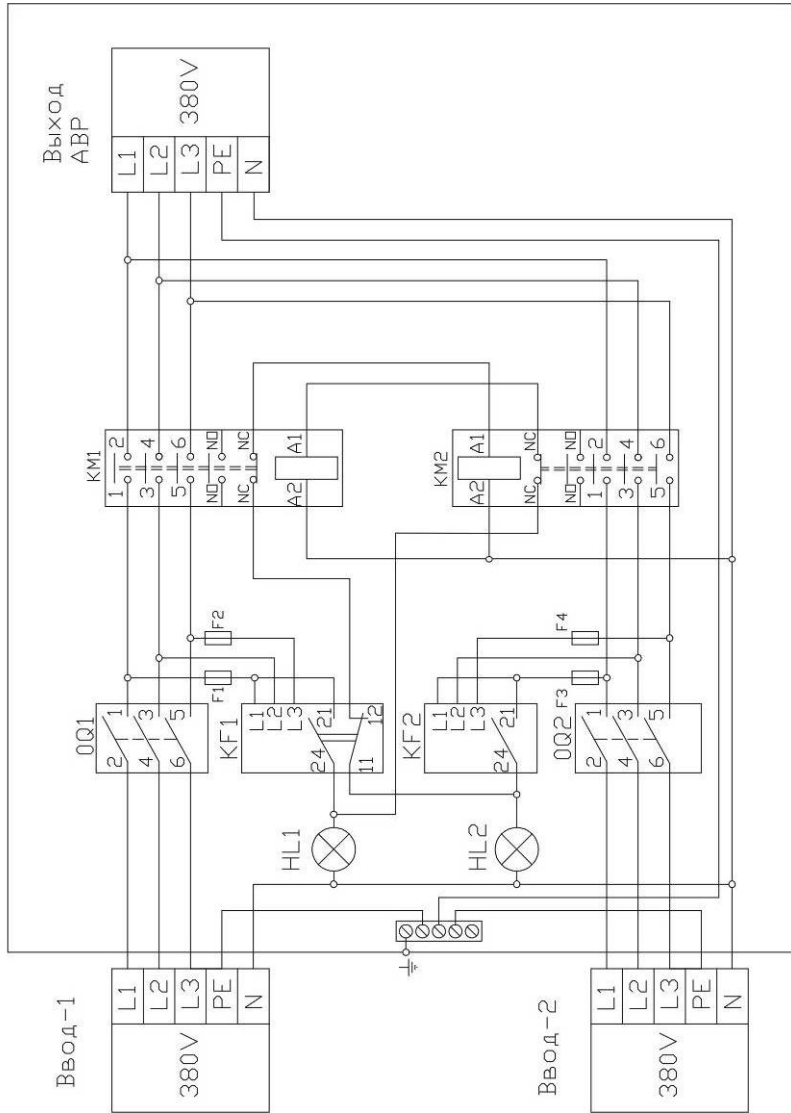 Ввод-1
380V
L1
L2
L3
PE
N
Ввод-2
380V
L1
L2
L3
PE
N
0Q1
2
1
4
3
6
5
KF1
L1
L2
L3
24
21
11
12
F1
F2
HL1
HL2
KF2
L1
L2
L3
24
21
0Q2
F3
F4
2
1
4
3
6
5
KM1
1
2
3
4
5
6
NO
NO
NC
NC
A2
A1
KM2
A2
A1
NC
NC
NO
NO
1
2
3
4
5
6
Выход
АВР
L1
L2
L3
PE
N
380V